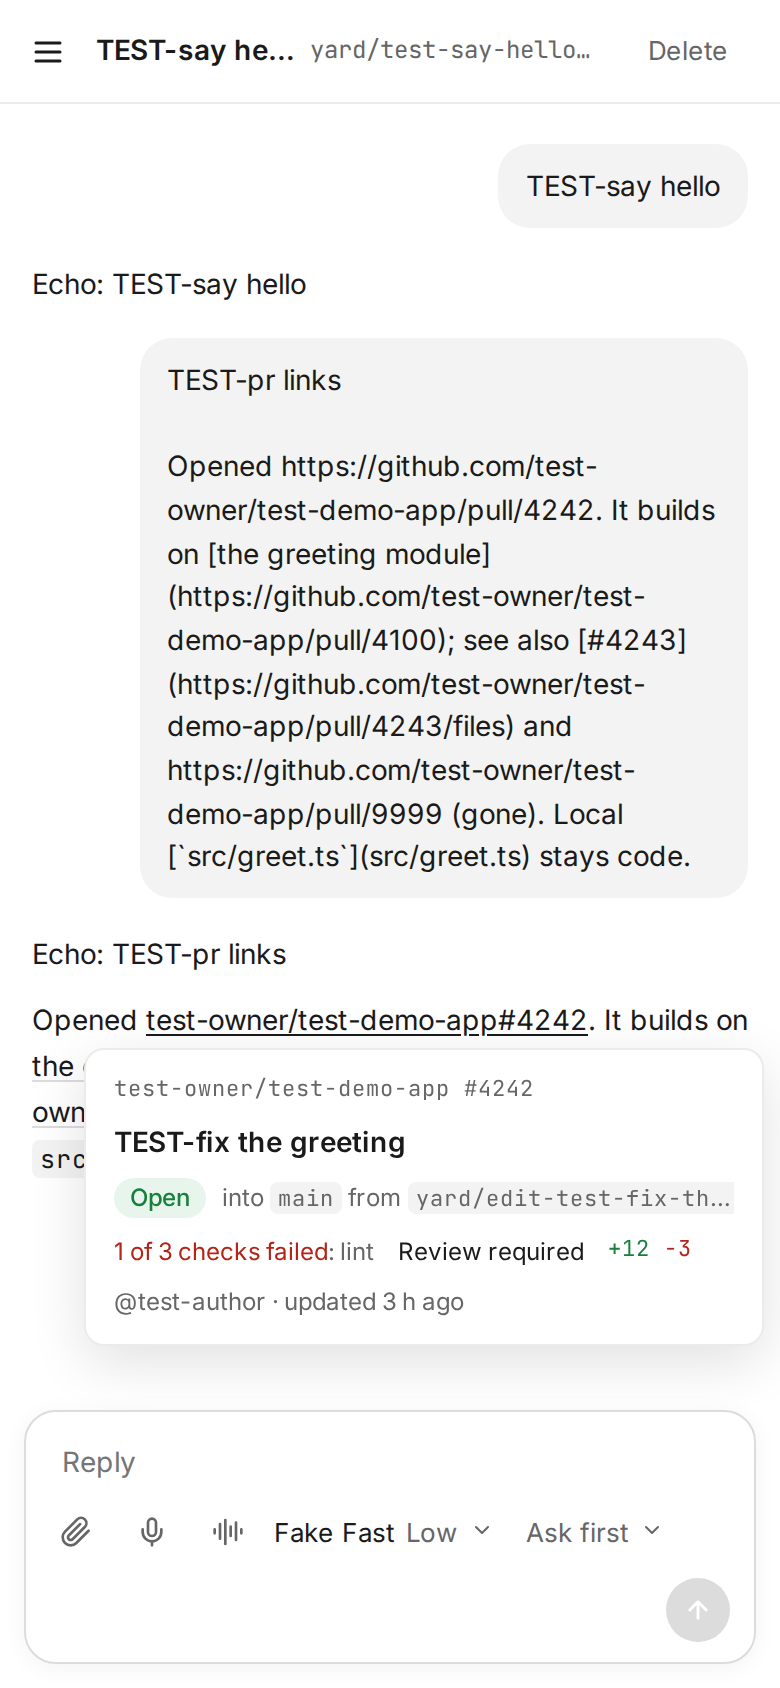 TEST-say he... yard/test-say-hello... Delete
TEST-say hello
Echo: TEST-say hello
TEST-pr links
Opened https://github.com/test-
owner/test-demo-app/pull/4242. It builds
on [the greeting module]
(https://github.com/test-owner/test-
demo-app/pull/4100); see also [#4243]
(https://github.com/test-owner/test-
demo-app/pull/4243/files) and
https://github.com/test-owner/test-
demo-app/pull/9999 (gone). Local
[`src/greet.ts`](src/greet.ts) stays code.
Echo: TEST-pr links
Opened test-owner/test-demo-app#4242. It builds on
the
own
src
test-owner/test-demo-app #4242
TEST-fix the greeting
Open into main from yard/edit-test-fix-th...
1 of 3 checks failed: lint Review required +12 -3
@test-author · updated 3 h ago
Reply
Fake Fast Low Ask first